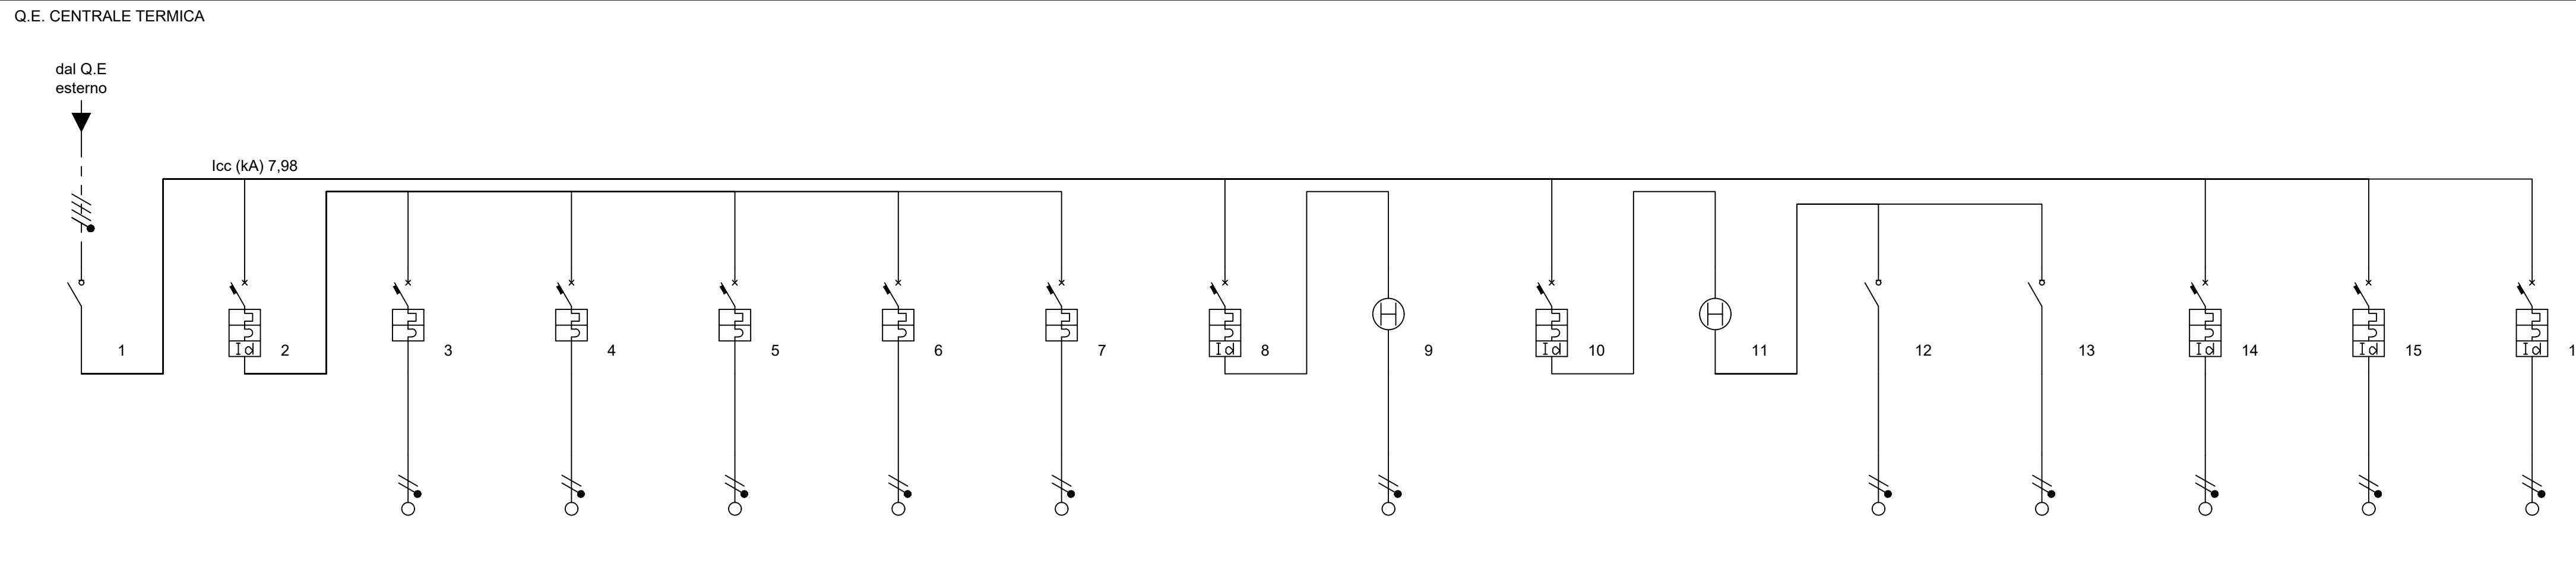 Q.E. CENTRALE TERMICA
dal Q.E
esterno
Icc (kA) 7,98
1
2
Id
3
4
5
6
7
8
Id
9
H
10
Id
11
H
12
13
14
Id
15
Id
1
Id